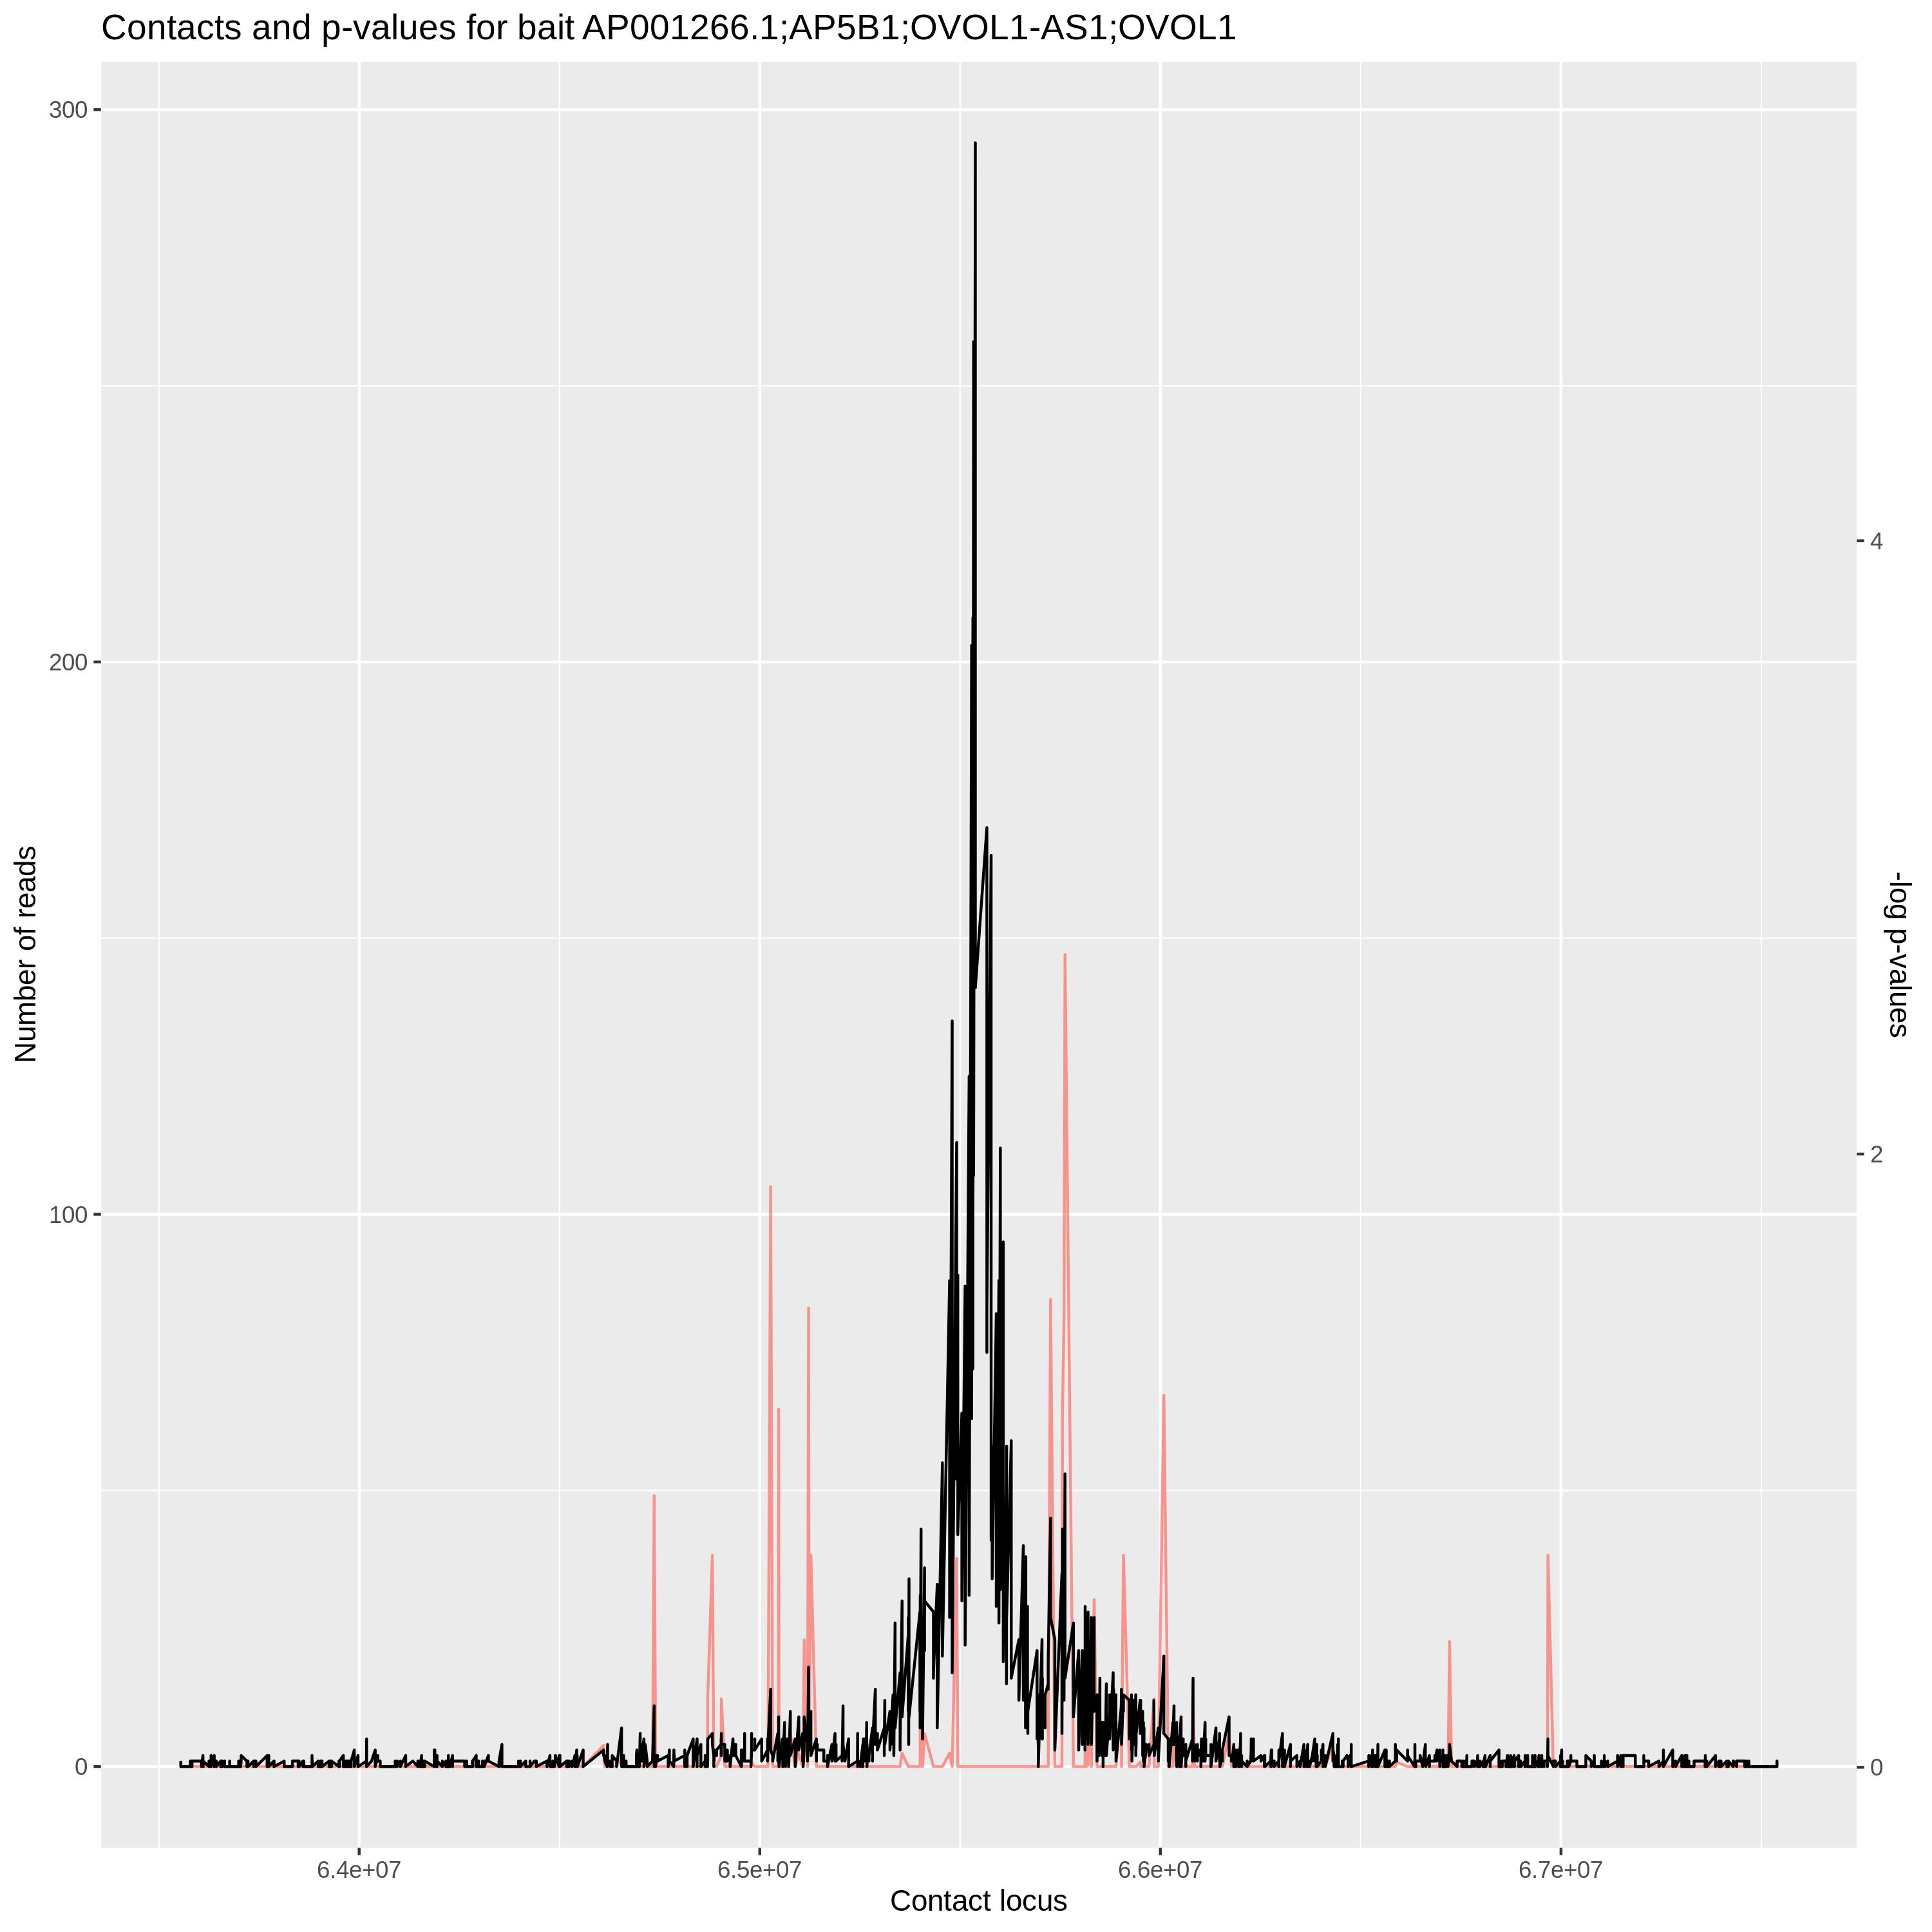 Contacts and p-values for bait AP001266.1;AP5B1;OVOL1-AS1;OVOL1
300
200
100
0
Number of reads
4
2
0
-log p-values
6.4e+07 6.5e+07 6.6e+07 6.7e+07
Contact locus